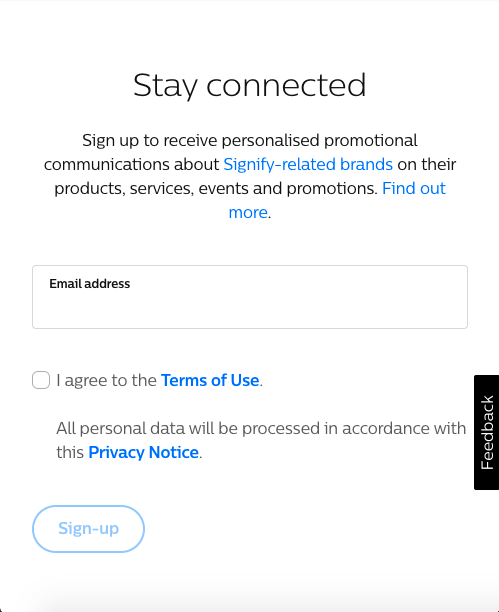 Stay connected
Sign up to receive personalised promotional
communications about Signify-related brands on their
products, services, events and promotions. Find out
more.
Email address
I agree to the Terms of Use.
Feedback
All personal data will be processed in accordance with
this Privacy Notice.
Sign-up